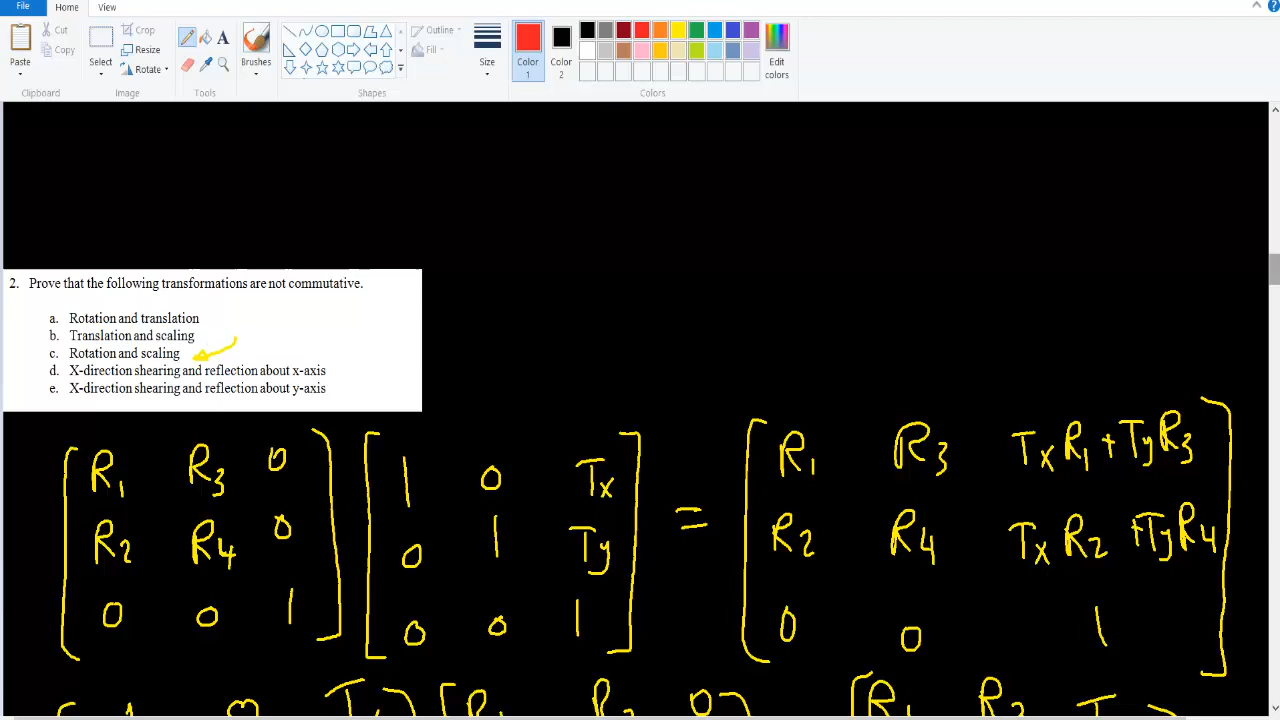 File Home View
Cut
Copy
Paste
Clipboard
Crop
Resize
Rotate
Select
Image
Tools
Brushes
Outline
Fill
Shapes
Size
Color 1
Color 2
Edit colors
Colors
2. Prove that the following transformations are not commutative.
a. Rotation and translation
b. Translation and scaling
c. Rotation and scaling
d. X-direction shearing and reflection about x-axis
e. X-direction shearing and reflection about y-axis
R1 R3 0 1 0 Tx = R1 R3 TxR1+TyR3
R2 R4 0 0 1 Ty R2 R4 TxR2+TyR4
0 0 1 0 0 1 0 0 1